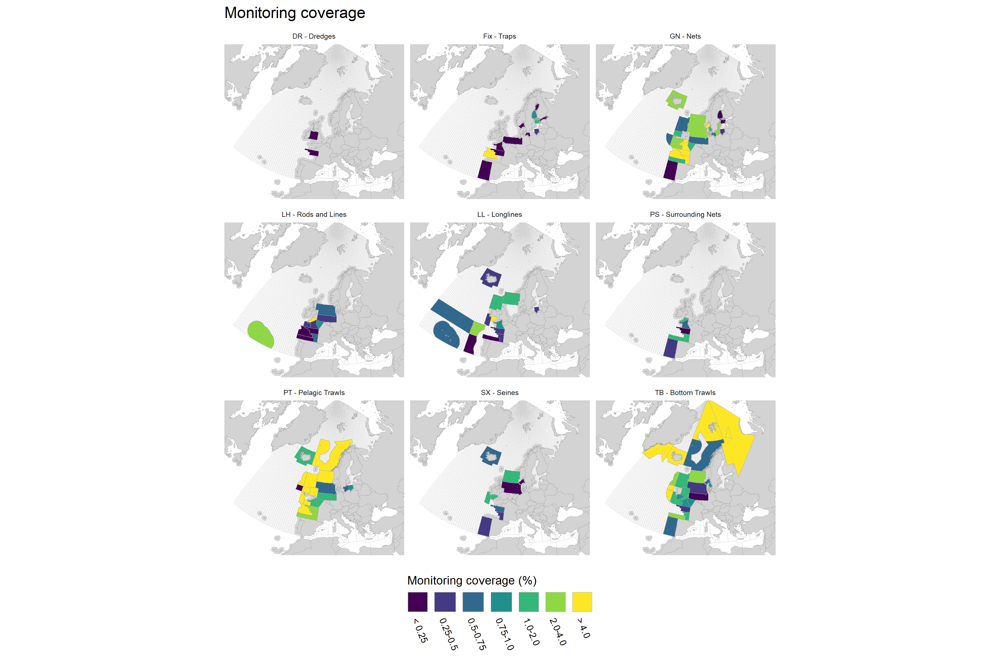 Monitoring coverage
DR - Dredges
Fix - Traps
GN - Nets
LH - Rods and Lines
LL - Longlines
PS - Surrounding Nets
PT - Pelagic Trawls
SX - Seines
TB - Bottom Trawls
Monitoring coverage (%)
< 0.25
0.25-0.5
0.5-0.75
0.75-1.0
1.0-2.0
2.0-4.0
> 4.0